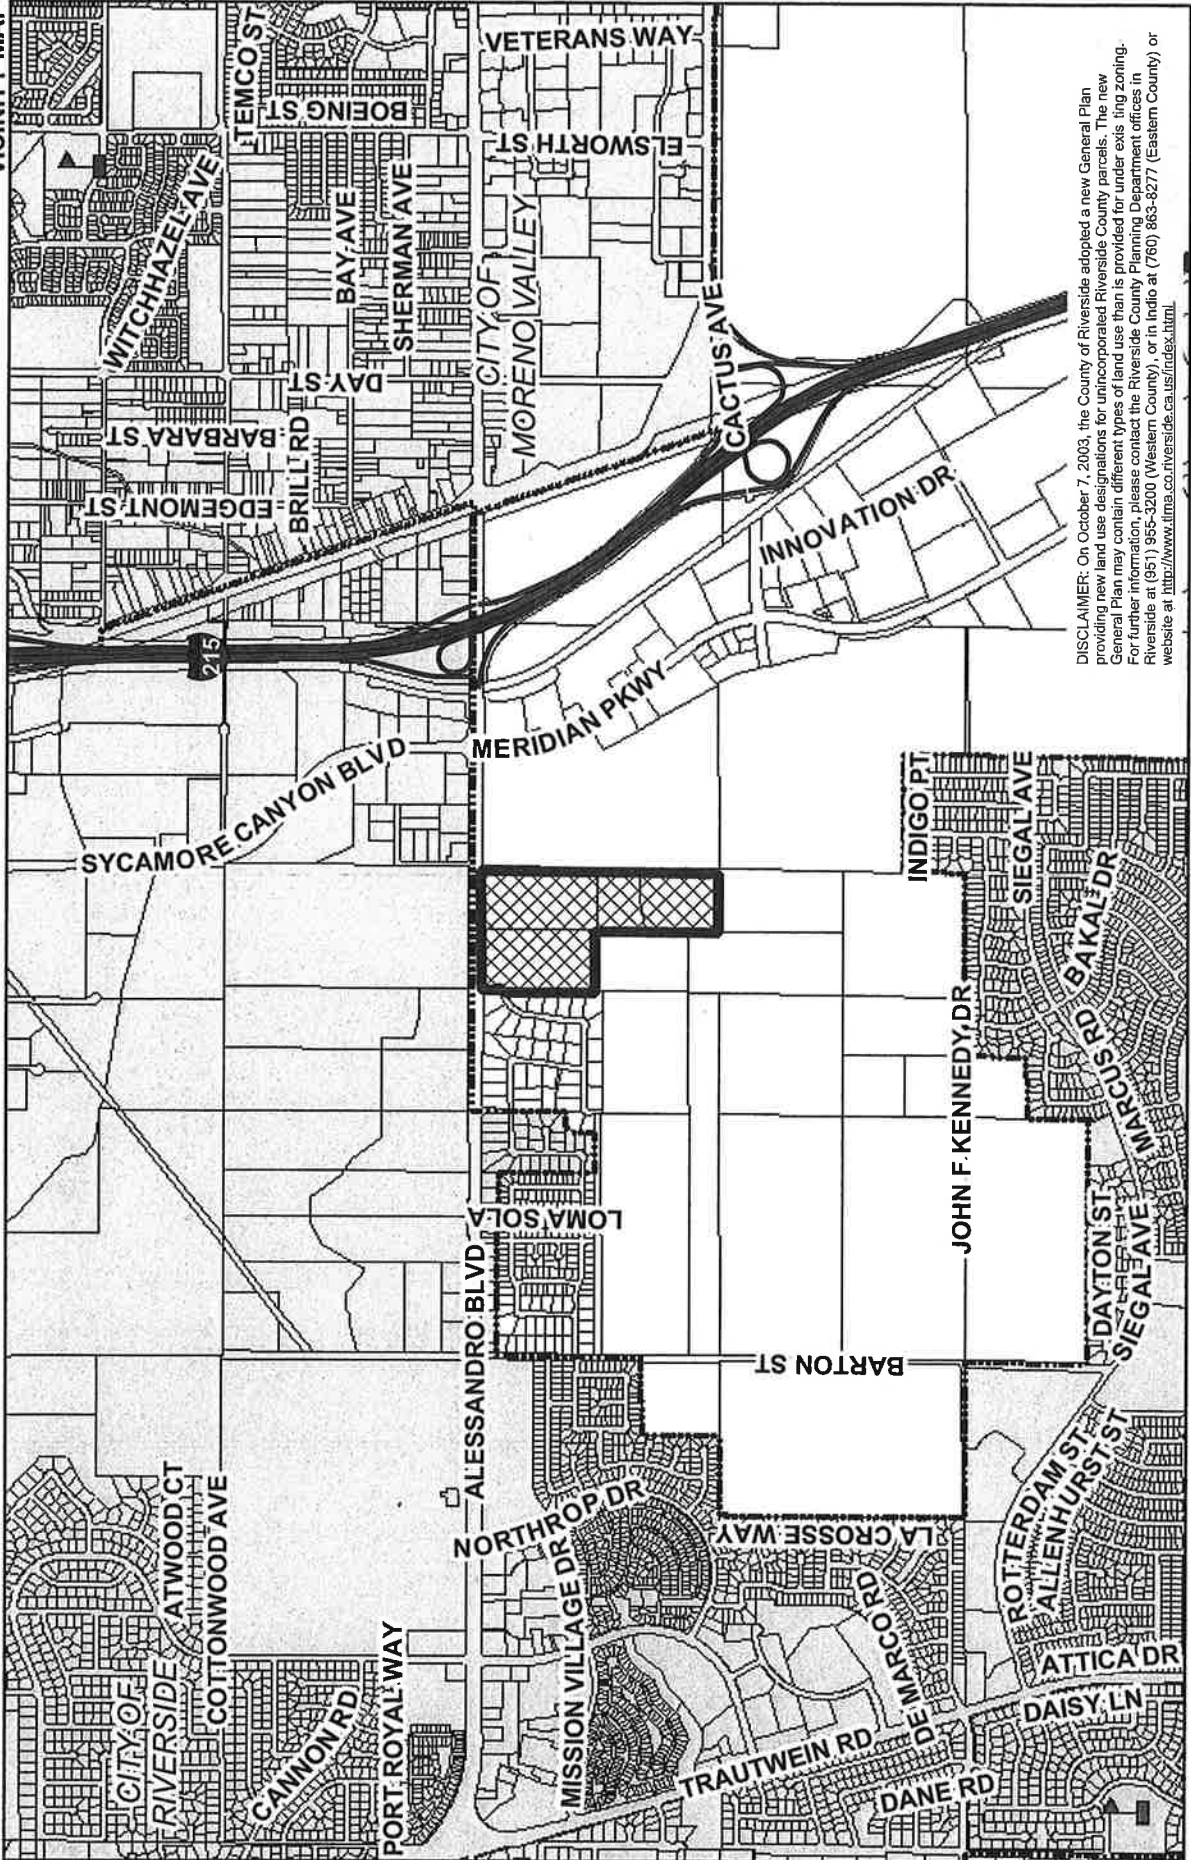 VETERANS WAY
TEMCO ST
BOEING ST
ELSWORTH ST
WITCHHAZEL AVE
BAY AVE
SHERMAN AVE
CITY OF
MORENO VALLEY
CACTUS AVE
DAY ST
BARBARA ST
BRILL RD
EDGEMONT ST
INNOVATION DR
215
MERIDIAN PKWY
SYCAMORE CANYON BLVD
INDIGO PT
SIEGAL AVE
BAKAL DR
JOHN F KENNEDY DR
MARCUS RD
LOMA SOLA
ALESSANDRO BLVD
DAYTON ST
SIEGAL AVE
BARTON ST
ATWOOD CT
COTTONWOOD AVE
NORTHROP DR
LA CROSSE WAY
ROTTERDAM ST
ALLENHURST ST
CITY OF
RIVERSIDE
CANNON RD
PORT ROYAL WAY
MISSION VILLAGE DR
DE MARCO RD
ATTICA DR
DAISY LN
TRAUTWEIN RD
DANE RD
DISCLAIMER: On October 7, 2003, the County of Riverside adopted a new General Plan
providing new land use designations for unincorporated Riverside County parcels. The new
General Plan may contain different types of land use than is provided for under exis ting zoning.
For further information, please contact the Riverside County Planning Department offices in
Riverside at (951) 955-3200 (Western County), or in Indio at (760) 863-8277 (Eastern County) or
website at http://www.tlma.co.riverside.ca.us/index.html